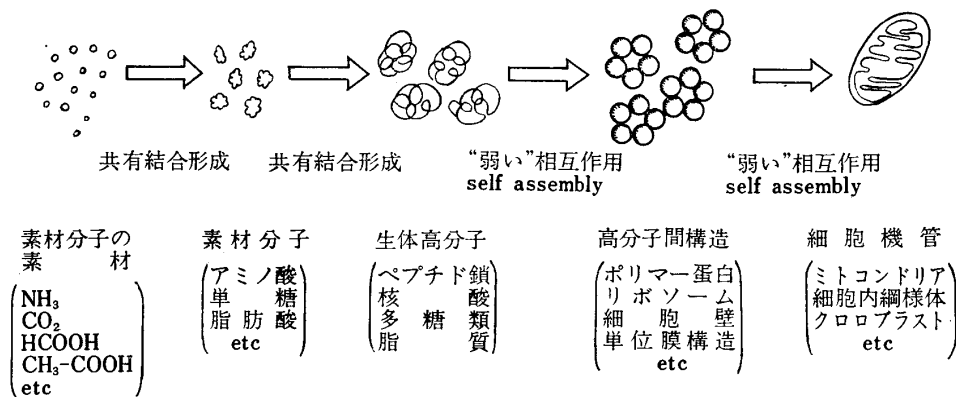 共有結合形成
共有結合形成
“弱い”相互作用
self assembly
“弱い”相互作用
self assembly
素材分子の
素材
NH₃
CO₂
HCOOH
CH₃-COOH
etc
素材分子
アミノ酸
単糖
脂肪酸
etc
生体高分子
ペプチド鎖
核酸
多糖類
脂質
高分子間構造
ポリマー蛋白
リボソーム
細胞壁
単位膜構造
etc
細胞機管
ミトコンドリア
細胞内綱様体
クロロプラスト
etc